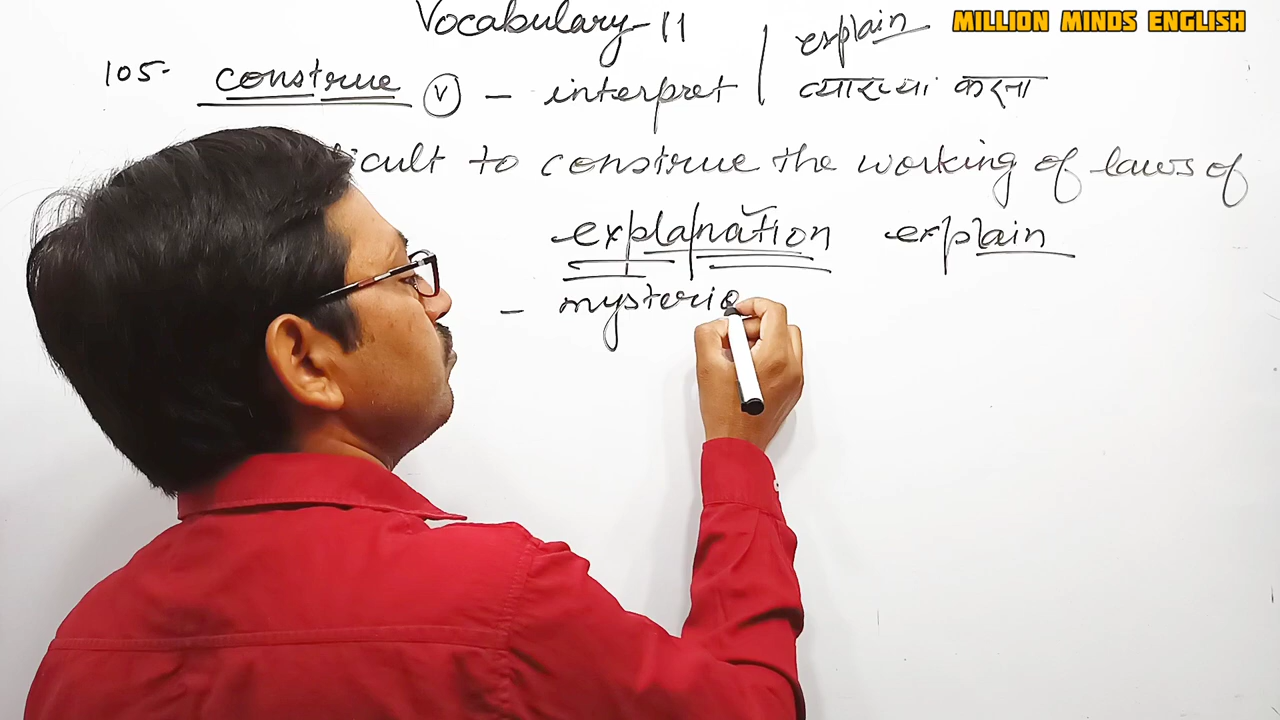 Vocabulary-11
MILLION MINDS ENGLISH
105- construe (v) - interpret | explain
व्याख्या करना
icult to construe the working of laws of
explanation explain
- mysterio